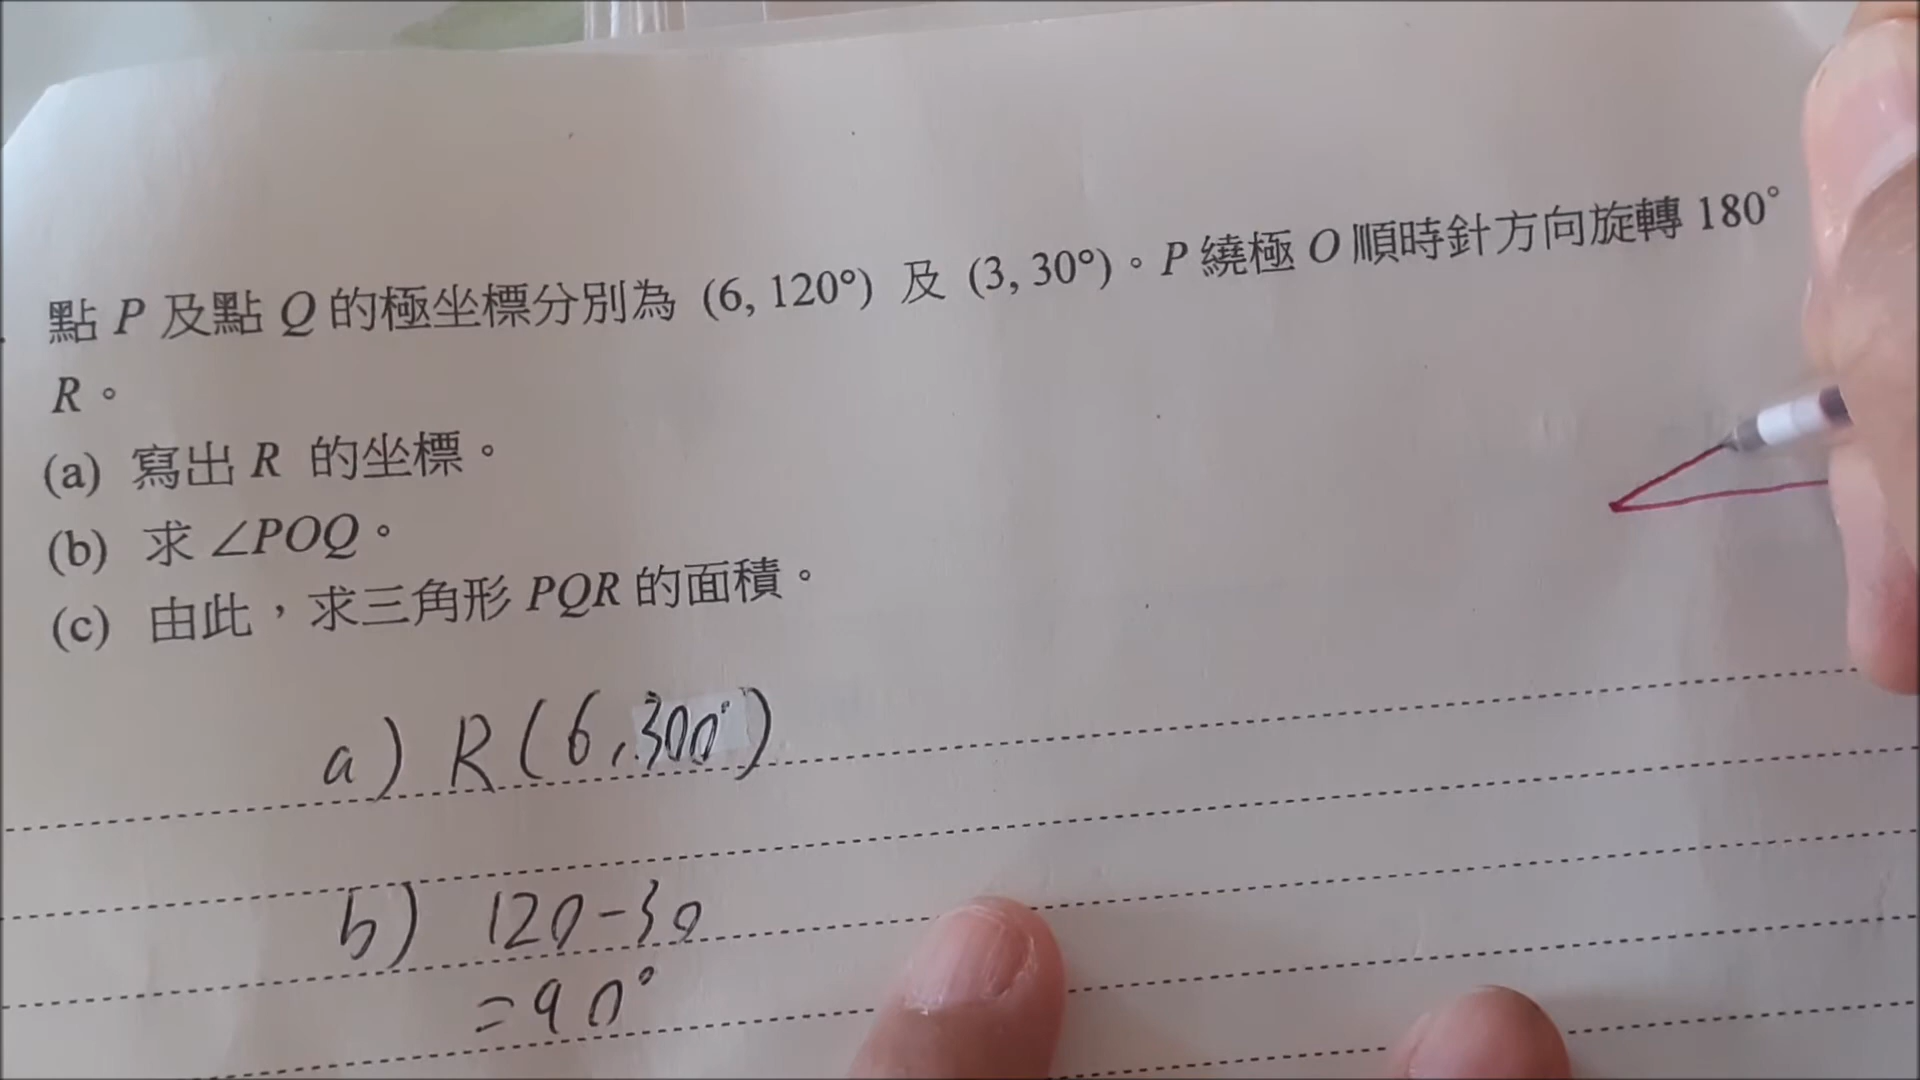 點 P 及點 Q 的極坐標分別為 (6, 120°) 及 (3, 30°)。P 繞極 O 順時針方向旋轉 180°
R。
(a) 寫出 R 的坐標。
(b) 求 ∠POQ。
(c) 由此，求三角形 PQR 的面積。
a) R(6,300°)
b) 120-30
=90°